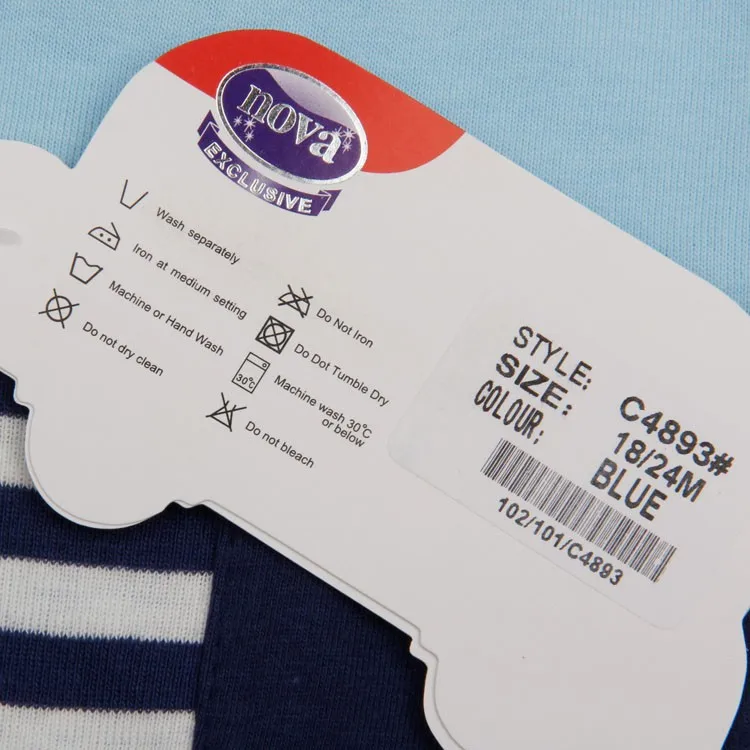 nova
EXCLUSIVE
Wash separately
Iron at medium setting
Machine or Hand Wash
Do not dry clean
Do Not Iron
Do Dot Tumble Dry
30°C
Machine wash 30°C
or below
Do not bleach
STYLE: C4893#
SIZE: 18/24M
COLOUR: BLUE
102/101/C4893